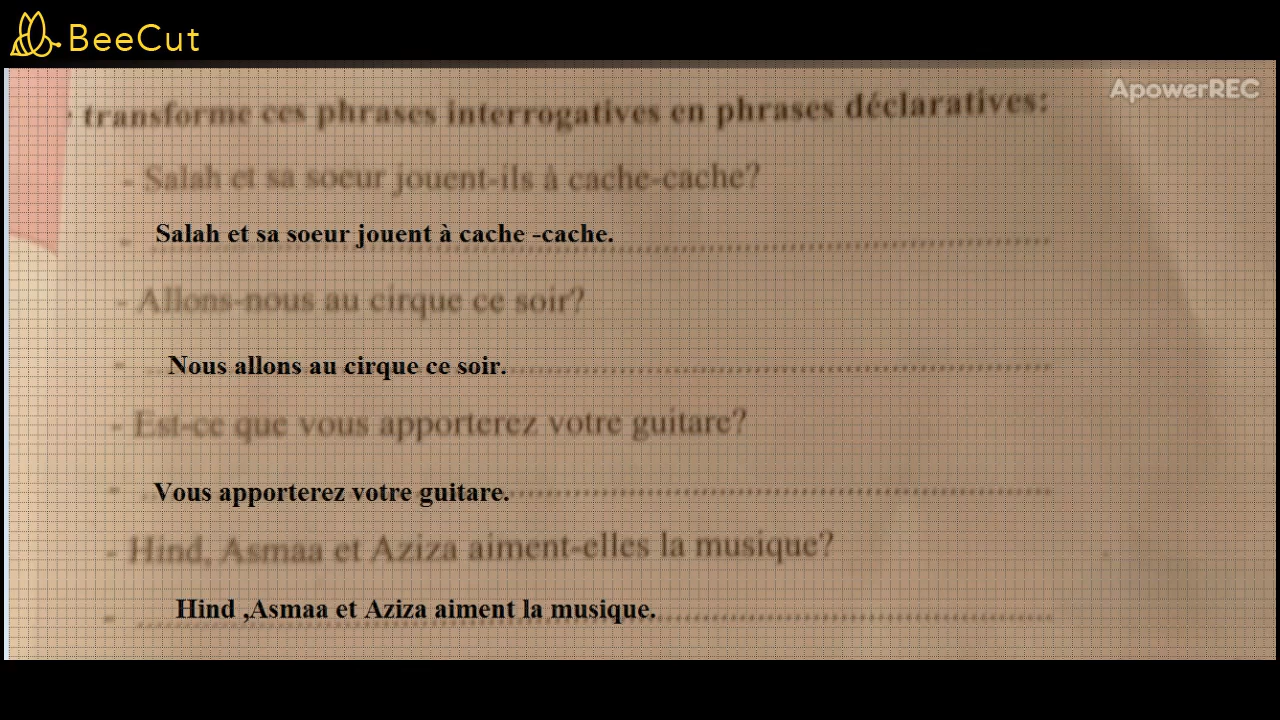 BeeCut
ApowerREC
transforme ces phrases interrogatives en phrases déclaratives:
- Salah et sa soeur jouent-ils à cache-cache?
- Salah et sa soeur jouent à cache -cache.
- Allons-nous au cirque ce soir?
- Nous allons au cirque ce soir.
- Est-ce que vous apporterez votre guitare?
- Vous apporterez votre guitare.
- Hind, Asmaa et Aziza aiment-elles la musique?
- Hind ,Asmaa et Aziza aiment la musique.